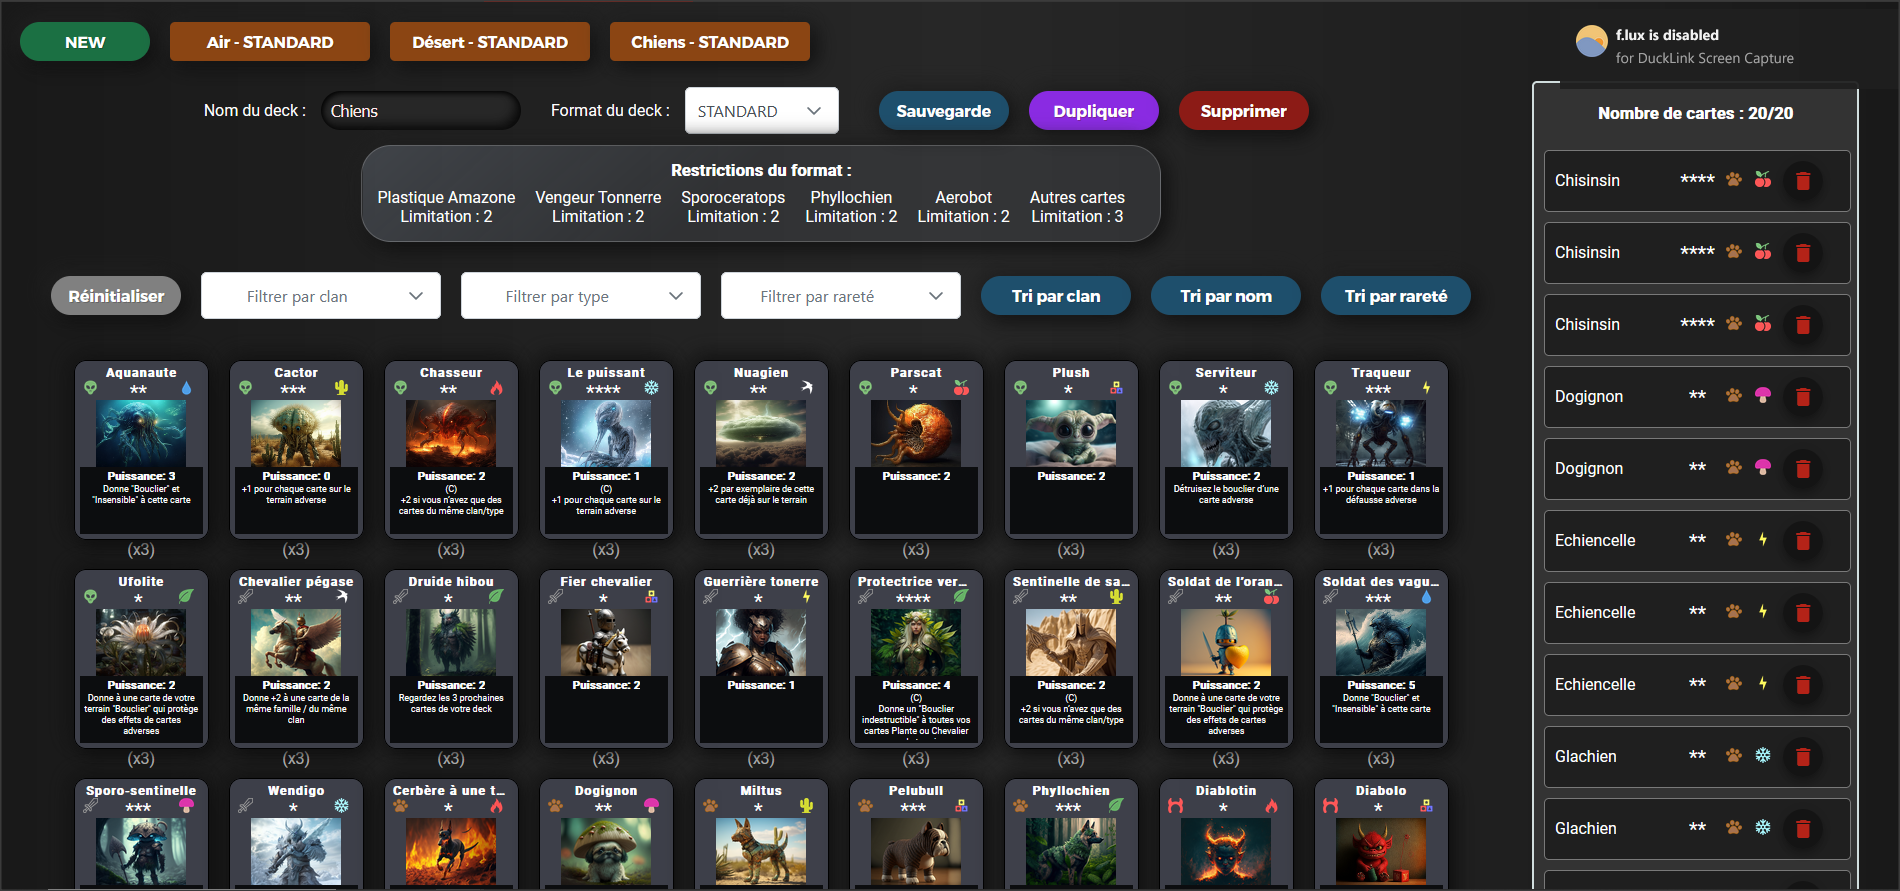 NEW
Air - STANDARD
Désert - STANDARD
Chiens - STANDARD
f.lux is disabled
for DuckLink Screen Capture
Nom du deck :
Chiens
Format du deck :
STANDARD
Sauvegarde
Dupliquer
Supprimer
Restrictions du format :
Plastique Amazone
Limitation : 2
Vengeur Tonnerre
Limitation : 2
Sporoceratops
Limitation : 2
Phyllochien
Limitation : 2
Aerobot
Limitation : 2
Autres cartes
Limitation : 3
Réinitialiser
Filtrer par clan
Filtrer par type
Filtrer par rareté
Tri par clan
Tri par nom
Tri par rareté
Aquanaute
**
Puissance: 3
Donne "Bouclier" et
"Insensible" à cette carte
(x3)
Cactor
***
Puissance: 0
+1 pour chaque carte sur le
terrain adverse
(x3)
Chasseur
**
Puissance: 2
(C)
+2 si vous n'avez que des
cartes du même clan/type
(x3)
Le puissant
****
Puissance: 1
(C)
+1 pour chaque carte sur le
terrain adverse
(x3)
Nuagien
**
Puissance: 2
+2 par exemplaire de cette
carte déjà sur le terrain
(x3)
Parscat
*
Puissance: 2
(x3)
Plush
*
Puissance: 2
(x3)
Serviteur
*
Puissance: 2
Détruisez le bouclier d'une
carte adverse
(x3)
Traqueur
***
Puissance: 1
+1 pour chaque carte dans la
défausse adverse
(x3)
Ufolite
*
Puissance: 2
Donne à une carte de votre
terrain "Bouclier" qui protège
des effets de cartes
adverses
(x3)
Chevalier pégase
**
Puissance: 2
Donne +2 à une carte de la
même famille / du même
clan
(x3)
Druide hibou
*
Puissance: 2
Regardez les 3 prochaines
cartes de votre deck
(x3)
Fier chevalier
*
Puissance: 2
(x3)
Guerrière tonerre
*
Puissance: 1
(x3)
Protectrice ver...
****
Puissance: 4
(C)
Donne un "Bouclier
indestructible" à toutes vos
cartes Plante ou Chevalier
(x3)
Sentinelle de sa...
**
Puissance: 2
(C)
+2 si vous n'avez que des
cartes du même clan/type
(x3)
Soldat de l'oran...
**
Puissance: 2
Donne à une carte de votre
terrain "Bouclier" qui protège
des effets de cartes
adverses
(x3)
Soldat des vagu...
***
Puissance: 5
Donne "Bouclier" et
"Insensible" à cette carte
(x3)
Sporo-sentinelle
***
Wendigo
*
Cerbère à une t...
*
Dogignon
**
Miltus
*
Pelubull
*
Phyllochien
***
Diablotin
*
Diabolo
*
Nombre de cartes : 20/20
Chisinsin ****
Chisinsin ****
Chisinsin ****
Dogignon **
Dogignon **
Echiencelle **
Echiencelle **
Echiencelle **
Glachien **
Glachien **